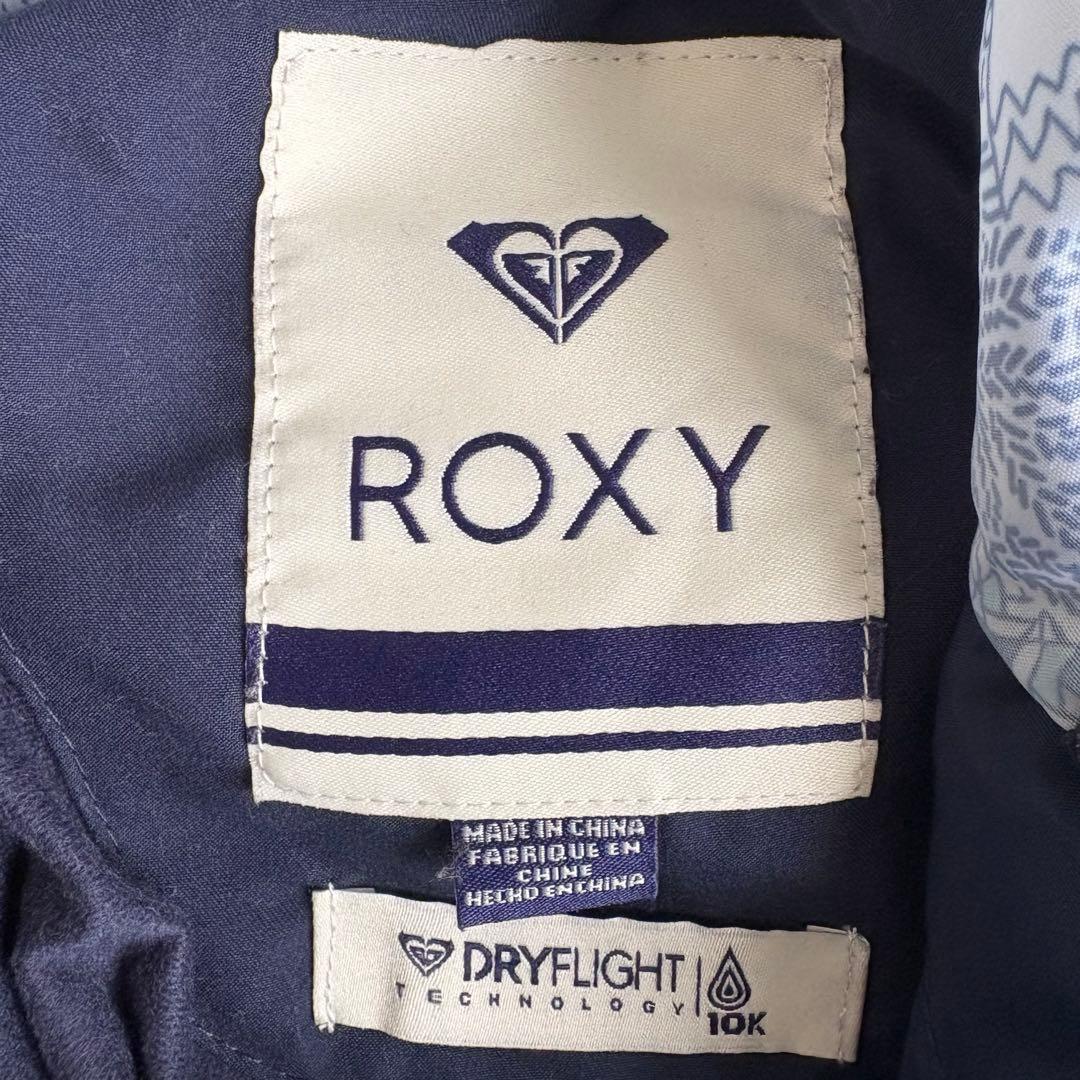 ROXY
MADE IN CHINA
FABRIQUE EN
CHINE
HECHO EN CHINA
DRYFLIGHT
TECHNOLOGY
10K